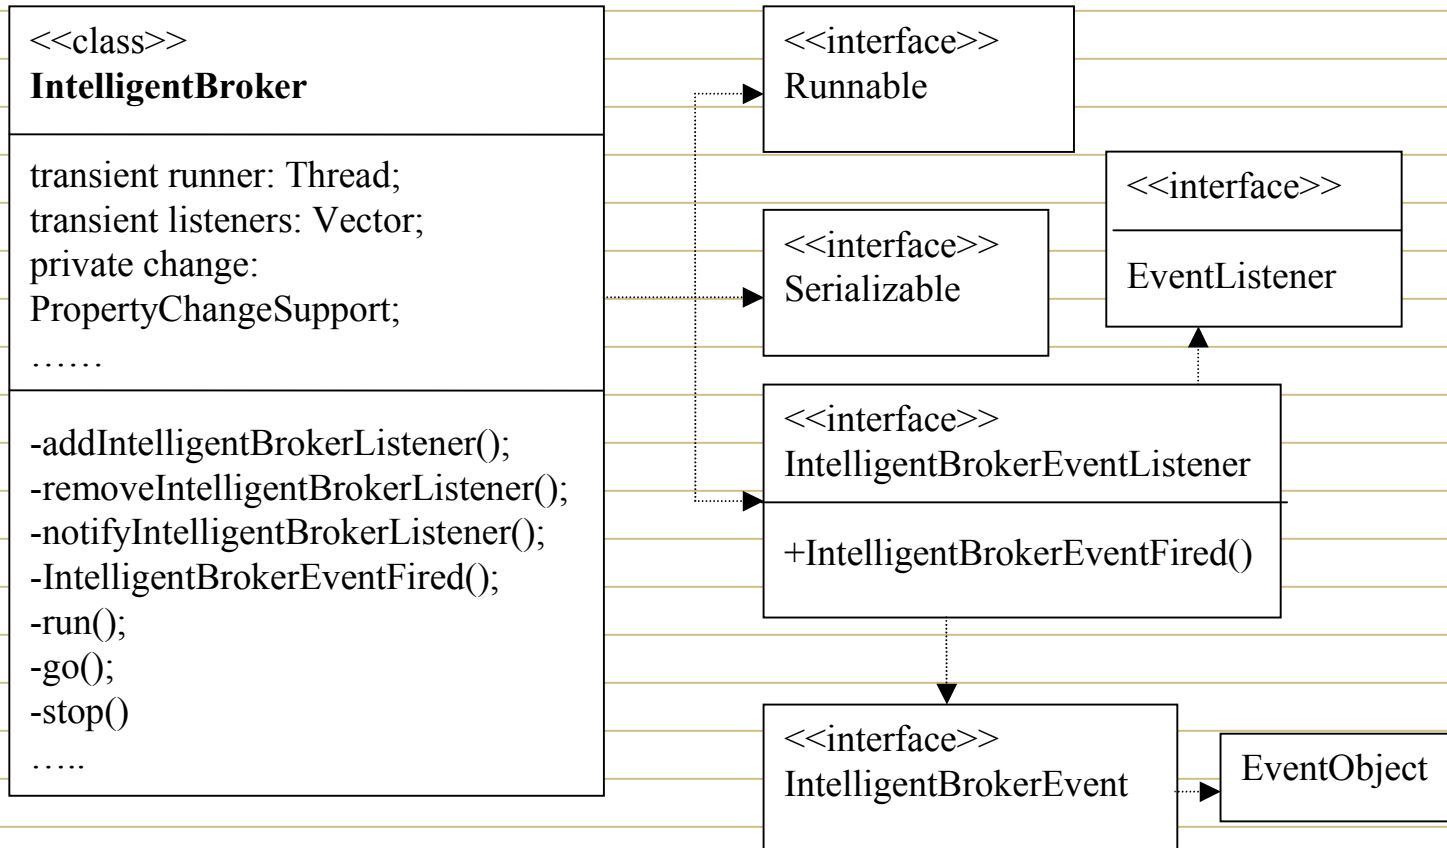 <<class>>
IntelligentBroker
transient runner: Thread;
transient listeners: Vector;
private change:
PropertyChangeSupport;
……
-addIntelligentBrokerListener();
-removeIntelligentBrokerListener();
-notifyIntelligentBrokerListener();
-IntelligentBrokerEventFired();
-run();
-go();
-stop()
…..
<<interface>>
Runnable
<<interface>>
Serializable
<<interface>>
EventListener
<<interface>>
IntelligentBrokerEventListener
+IntelligentBrokerEventFired()
<<interface>>
IntelligentBrokerEvent
EventObject